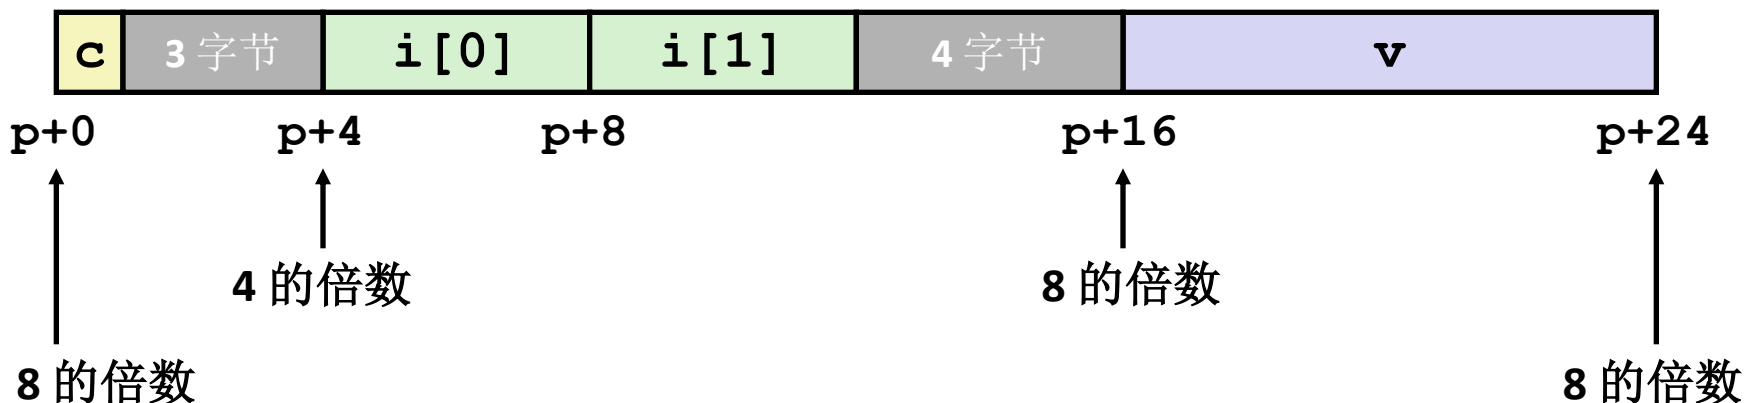 c 3 字节 i[0] i[1] 4 字节 v
p+0 p+4 p+8 p+16 p+24
4 的倍数 8 的倍数
8 的倍数 8 的倍数